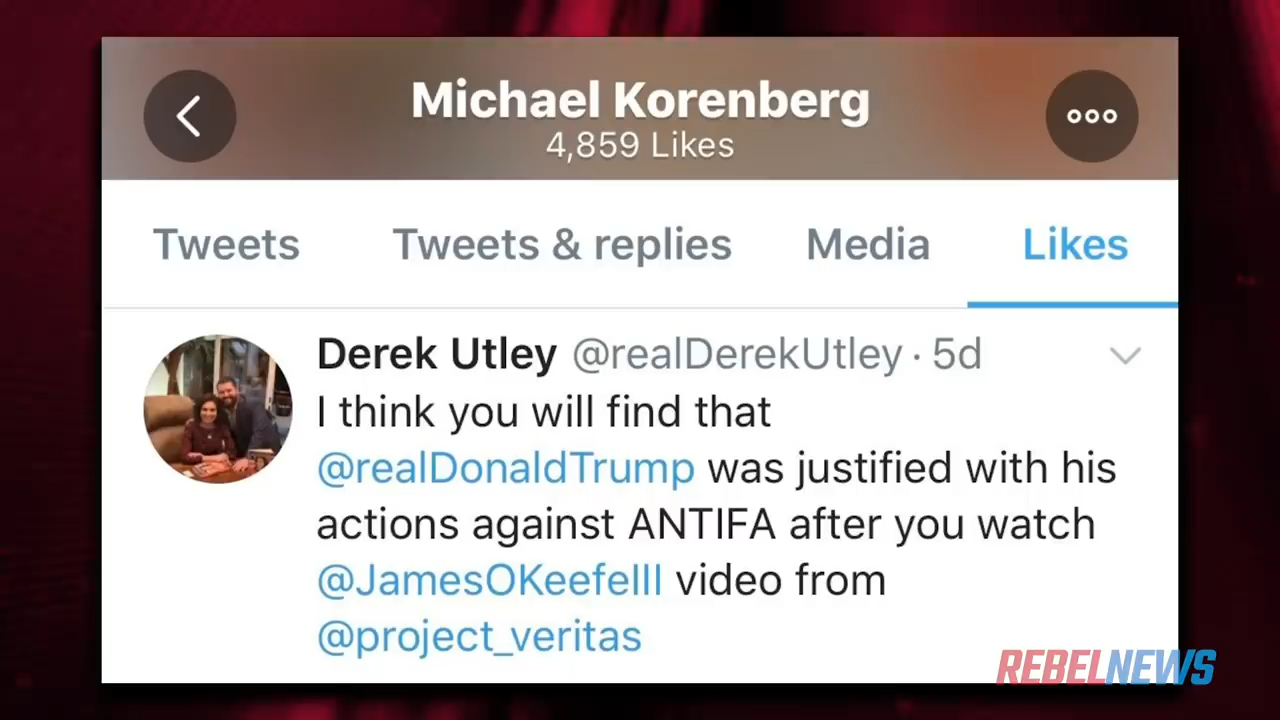 Michael Korenberg
4,859 Likes
Tweets Tweets & replies Media Likes
Derek Utley @realDerekUtley · 5d
I think you will find that
@realDonaldTrump was justified with his
actions against ANTIFA after you watch
@JamesOKeefeIII video from
@project_veritas
REBELNEWS